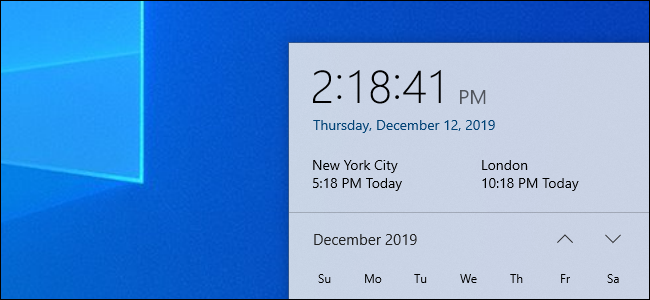 2:18:41 PM
Thursday, December 12, 2019
New York City London
5:18 PM Today 10:18 PM Today
December 2019
Su Mo Tu We Th Fr Sa